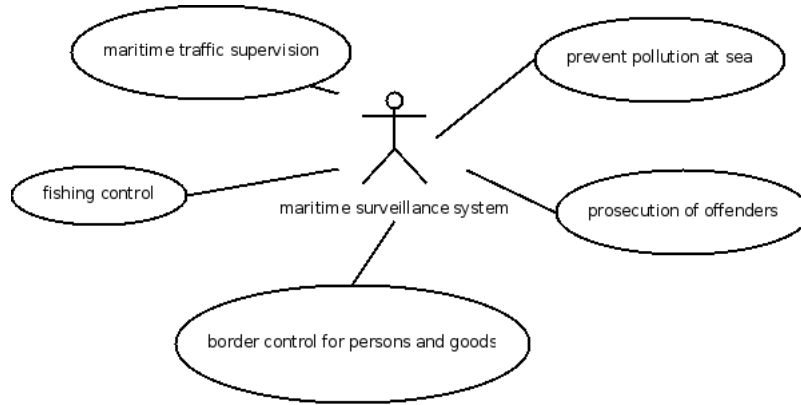 maritime traffic supervision
prevent pollution at sea
fishing control
maritime surveillance system
prosecution of offenders
border control for persons and goods